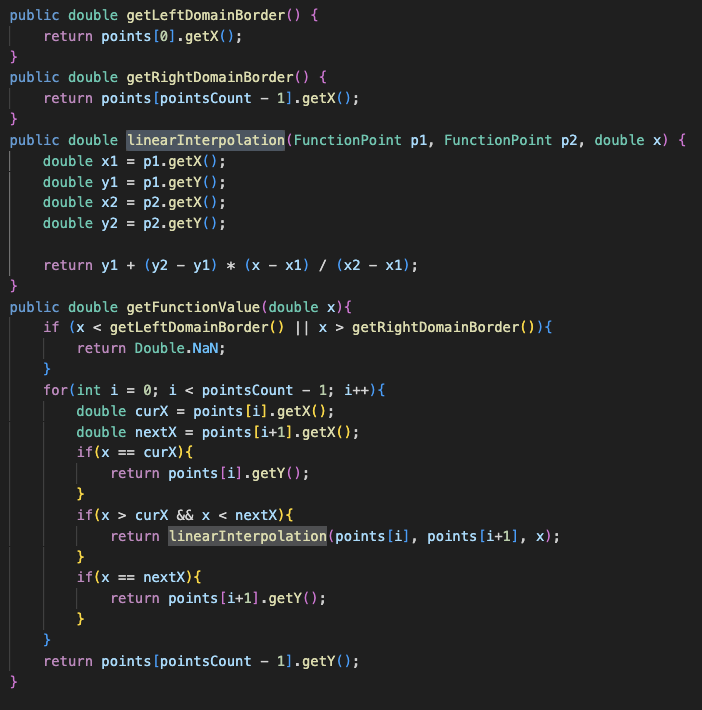 public double getLeftDomainBorder() {
    return points[0].getX();
}
public double getRightDomainBorder() {
    return points[pointsCount - 1].getX();
}
public double linearInterpolation(FunctionPoint p1, FunctionPoint p2, double x) {
    double x1 = p1.getX();
    double y1 = p1.getY();
    double x2 = p2.getX();
    double y2 = p2.getY();

    return y1 + (y2 - y1) * (x - x1) / (x2 - x1);
}
public double getFunctionValue(double x){
    if (x < getLeftDomainBorder() || x > getRightDomainBorder()){
        return Double.NaN;
    }
    for(int i = 0; i < pointsCount - 1; i++){
        double curX = points[i].getX();
        double nextX = points[i+1].getX();
        if(x == curX){
            return points[i].getY();
        }
        if(x > curX && x < nextX){
            return linearInterpolation(points[i], points[i+1], x);
        }
        if(x == nextX){
            return points[i+1].getY();
        }
    }
    return points[pointsCount - 1].getY();
}